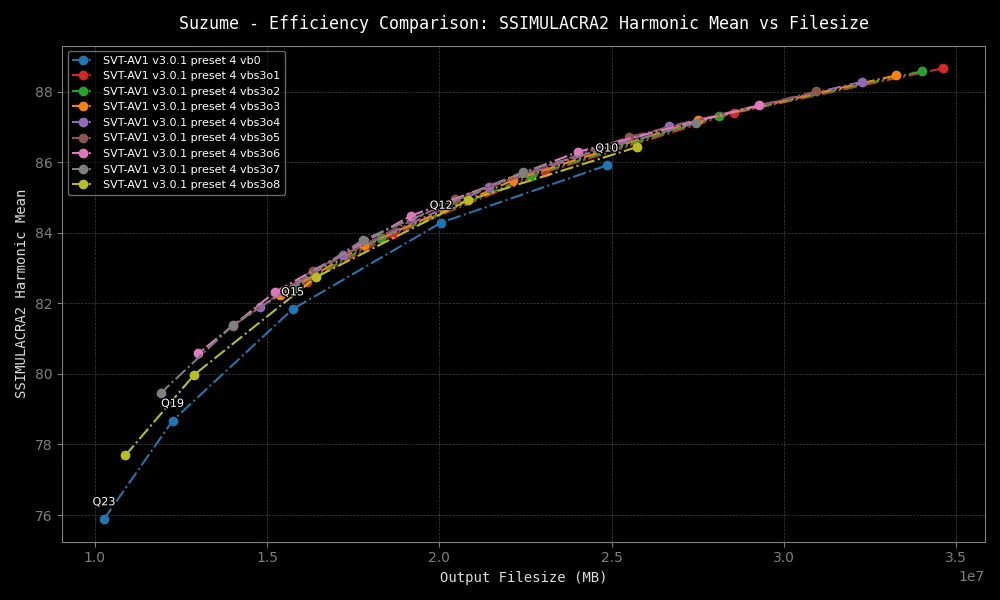 Suzume - Efficiency Comparison: SSIMULACRA2 Harmonic Mean vs Filesize
SVT-AV1 v3.0.1 preset 4 vb0
SVT-AV1 v3.0.1 preset 4 vbs3o1
SVT-AV1 v3.0.1 preset 4 vbs3o2
SVT-AV1 v3.0.1 preset 4 vbs3o3
SVT-AV1 v3.0.1 preset 4 vbs3o4
SVT-AV1 v3.0.1 preset 4 vbs3o5
SVT-AV1 v3.0.1 preset 4 vbs3o6
SVT-AV1 v3.0.1 preset 4 vbs3o7
SVT-AV1 v3.0.1 preset 4 vbs3o8
SSIMULACRA2 Harmonic Mean
88
86
84
82
80
78
76
Q10
Q12
Q15
Q19
Q23
1.0 1.5 2.0 2.5 3.0 3.5
1e7
Output Filesize (MB)